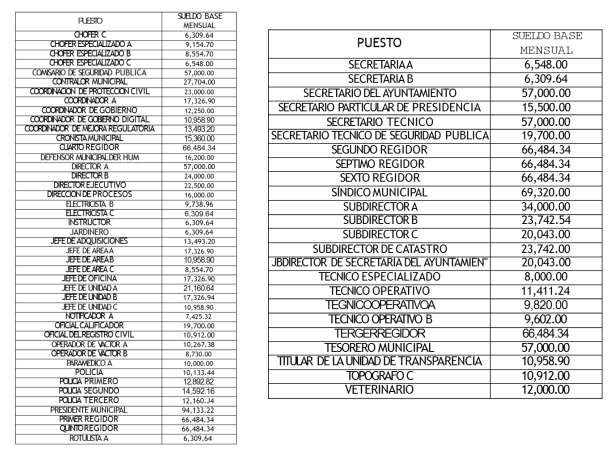 PUESTO SUELDO BASE MENSUAL
CHOFER C 6,309.64
CHOFER ESPECIALIZADO A 9,154.70
CHOFER ESPECIALIZADO B 8,554.70
CHOFER ESPECIALIZADO C 6,548.00
COMISARIO DE SEGURIDAD PUBLICA 57,000.00
CONTRALOR MUNICIPAL 27,704.00
COORDINACION DE PROTECCION CIVIL 23,000.00
COORDINADOR A 17,326.90
COORDINADOR DE GOBIERNO 12,250.00
COORDINADOR DE GOBIERNO DIGITAL 10,958.90
COORDINADOR DE MEJORA REGULATORIA 13,493.20
CRONISTA MUNICIPAL 15,360.00
CUARTO REGIDOR 66,484.34
DEFENSOR MUNICIPAL DER HUM 16,200.00
DIRECTOR A 57,000.00
DIRECTOR B 24,000.00
DIRECTOR EJECUTIVO 22,500.00
DIRECCION DE PROCESOS 16,000.00
ELECTRICISTA B 9,738.96
ELECTRICISTA C 6,309.64
INSTRUCTOR 6,309.64
JARDINERO 6,309.64
JEFE DE ADQUISICIONES 13,493.20
JEFE DE AREA A 17,326.90
JEFE DE AREA B 10,958.90
JEFE DE AREA C 8,554.70
JEFE DE OFICINA 17,326.90
JEFE DE UNIDAD A 21,160.64
JEFE DE UNIDAD B 17,326.94
JEFE DE UNIDAD C 10,958.90
NOTIFICADOR A 7,425.32
OFICIAL CALIFICADOR 19,700.00
OFICIAL DEL REGISTRO CIVIL 10,912.00
OPERADOR DE VACTOR A 10,267.38
OPERADOR DE VACTOR B 8,730.00
PARAMEDICO A 10,000.00
POLICIA 10,133.44
POLICIA PRIMERO 12,892.82
POLICIA SEGUNDO 14,592.16
POLICIA TERCERO 12,160.J4
PRESIDENTE MUNICIPAL 94,133.22
PRIMER REGIDOR 66,484.34
QUINTO REGIDOR 66,484.34
ROTULISTA A 6,309.64
PUESTO SUELDO BASE MENSUAL
SECRETARIA A 6,548.00
SECRETARIA B 6,309.64
SECRETARIO DEL AYUNTAMIENTO 57,000.00
SECRETARIO PARTICULAR DE PRESIDENCIA 15,500.00
SECRETARIO TECNICO 57,000.00
SECRETARIO TECNICO DE SEGURIDAD PUBLICA 19,700.00
SEGUNDO REGIDOR 66,484.34
SEPTIMO REGIDOR 66,484.34
SEXTO REGIDOR 66,484.34
SÍNDICO MUNICIPAL 69,320.00
SUBDIRECTOR A 34,000.00
SUBDIRECTOR B 23,742.54
SUBDIRECTOR C 20,043.00
SUBDIRECTOR DE CATASTRO 23,742.00
JBDIRECTOR DE SECRETARIA DEL AYUNTAMIEN" 20,043.00
TECNICO ESPECIALIZADO 8,000.00
TECNICO OPERATIVO 11,411.24
TEGNICOOPERATIVOA 9,820.00
TECNICO OPERATIVO B 9,602.00
TERGERREGIDOR 66,484.34
TESORERO MUNICIPAL 57,000.00
TITULAR DE LA UNIDAD DE TRANSPARENCIA 10,958.90
TOPOGRAFO C 10,912.00
VETERINARIO 12,000.00